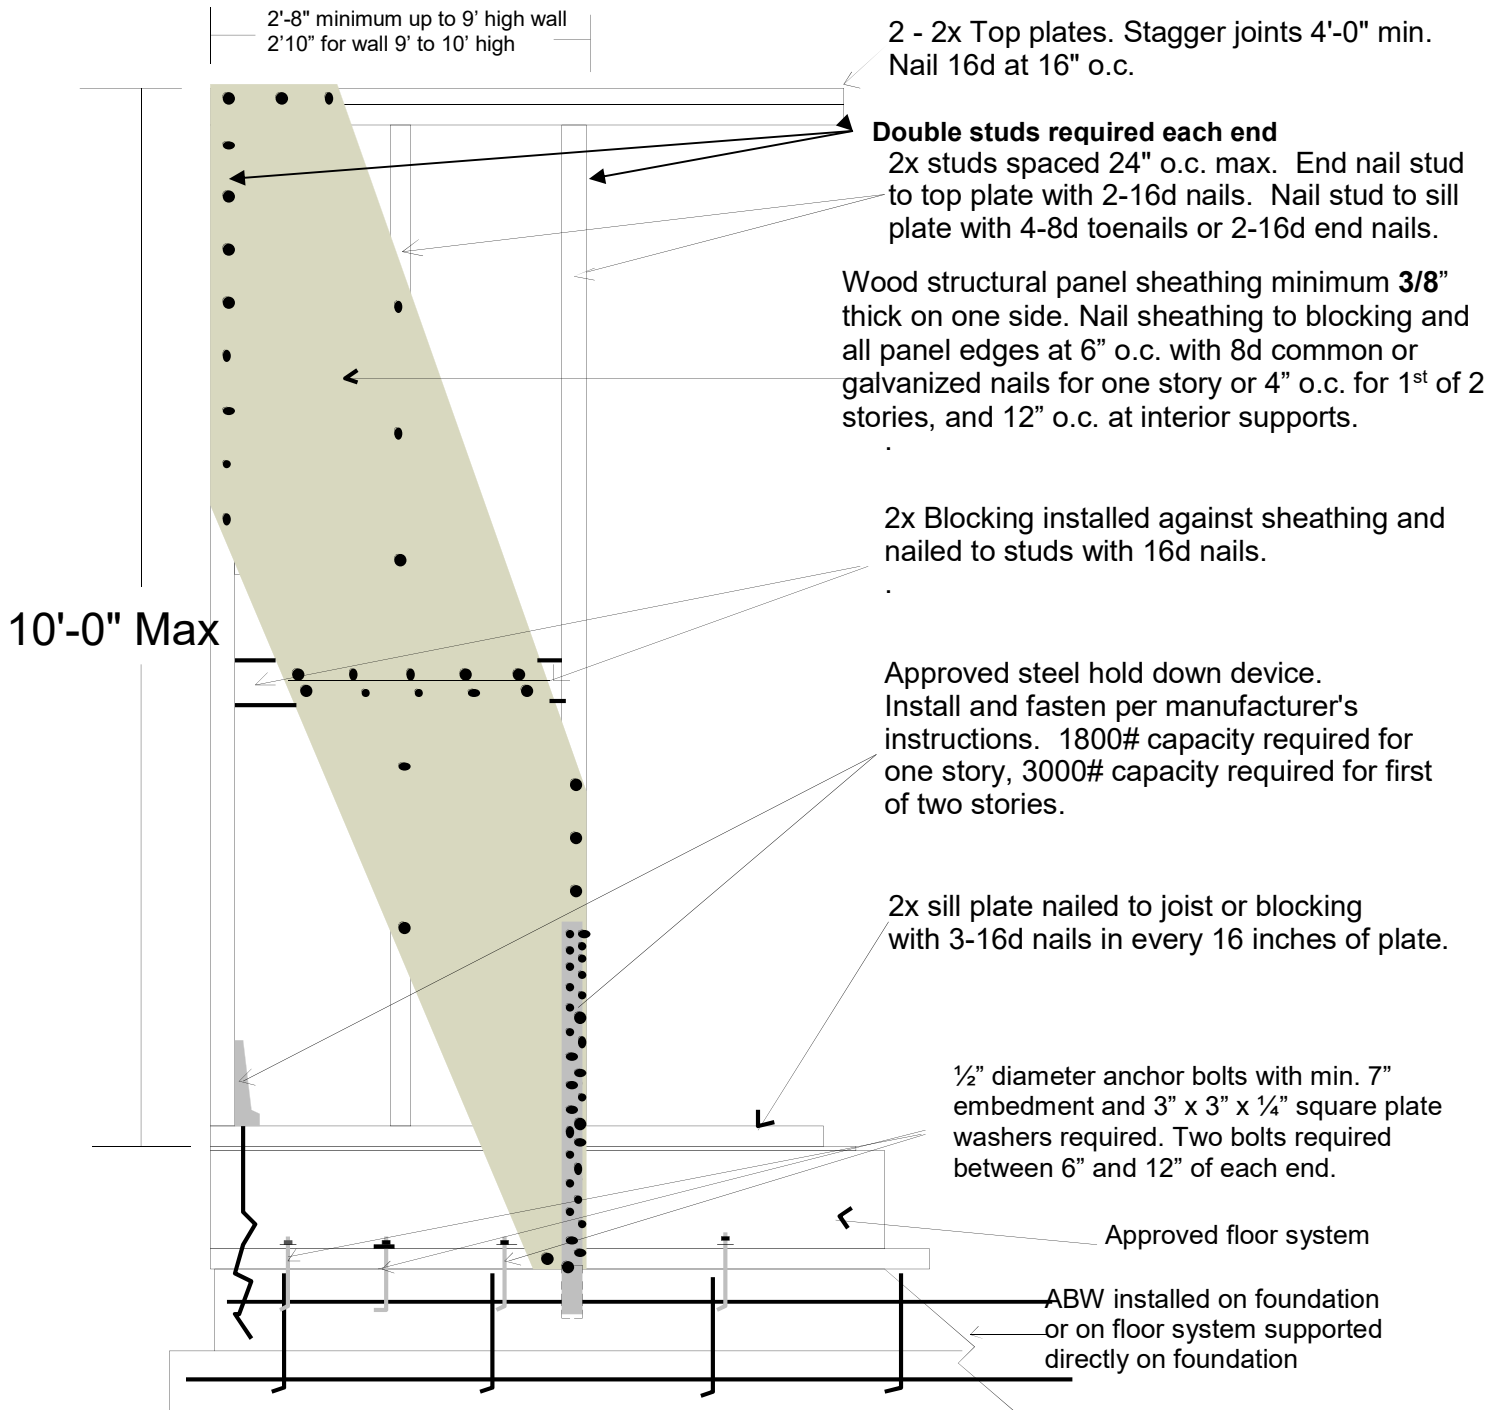 2'-8" minimum up to 9’ high wall
2’10” for wall 9’ to 10’ high
2 - 2x Top plates. Stagger joints 4'-0" min.
Nail 16d at 16" o.c.
Double studs required each end
2x studs spaced 24" o.c. max.  End nail stud
to top plate with 2-16d nails.  Nail stud to sill
plate with 4-8d toenails or 2-16d end nails.
Wood structural panel sheathing minimum 3/8”
thick on one side. Nail sheathing to blocking and
all panel edges at 6” o.c. with 8d common or
galvanized nails for one story or 4” o.c. for 1st of 2
stories, and 12” o.c. at interior supports.
.
2x Blocking installed against sheathing and
nailed to studs with 16d nails.
.
10'-0" Max
Approved steel hold down device.
Install and fasten per manufacturer's
instructions.  1800# capacity required for
one story, 3000# capacity required for first
of two stories.
2x sill plate nailed to joist or blocking
with 3-16d nails in every 16 inches of plate.
½” diameter anchor bolts with min. 7”
embedment and 3” x 3” x ¼” square plate
washers required. Two bolts required
between 6” and 12” of each end.
Approved floor system
ABW installed on foundation
or on floor system supported
directly on foundation